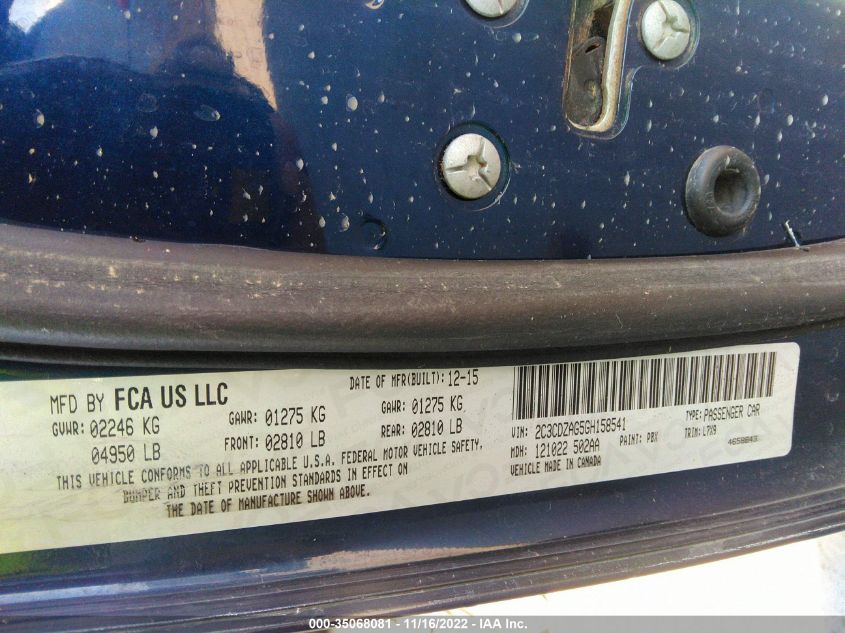 MFD BY FCA US LLC DATE OF MFR(BUILT): 12-15
GVWR: 02246 KG GAWR: 01275 KG GAWR: 01275 KG
04950 LB FRONT: 02810 LB REAR: 02810 LB
THIS VEHICLE CONFORMS TO ALL APPLICABLE U.S.A. FEDERAL MOTOR VEHICLE SAFETY,
BUMPER AND THEFT PREVENTION STANDARDS IN EFFECT ON
THE DATE OF MANUFACTURE SHOWN ABOVE.
VIN: 2C3CDZAG5GH158541 TYPE: PASSENGER CAR
MDH: 121022 502AA PAINT: PBX TRIM: L7X9
VEHICLE MADE IN CANADA 4658843
000-35068081 - 11/16/2022 - IAA Inc.